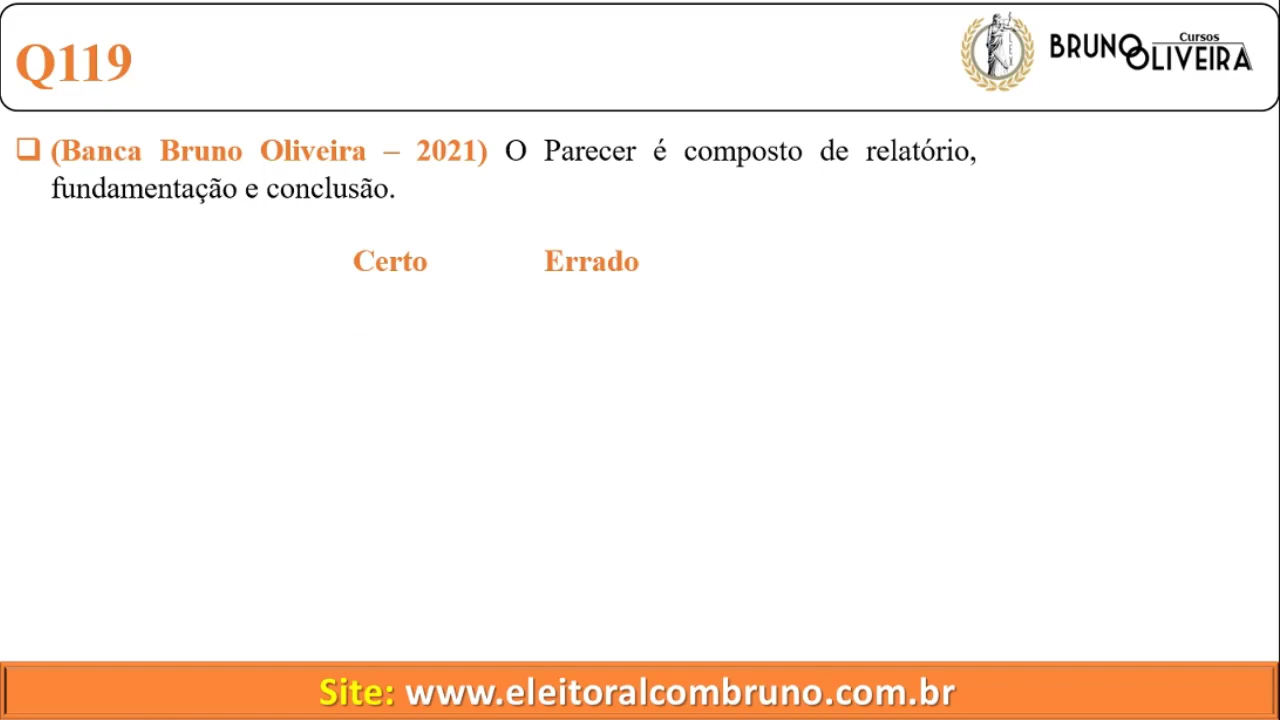 Q119
Cursos
BRUNO
OLIVEIRA
(Banca Bruno Oliveira – 2021) O Parecer é composto de relatório,
fundamentação e conclusão.
Certo Errado
Site: www.eleitoralcombruno.com.br